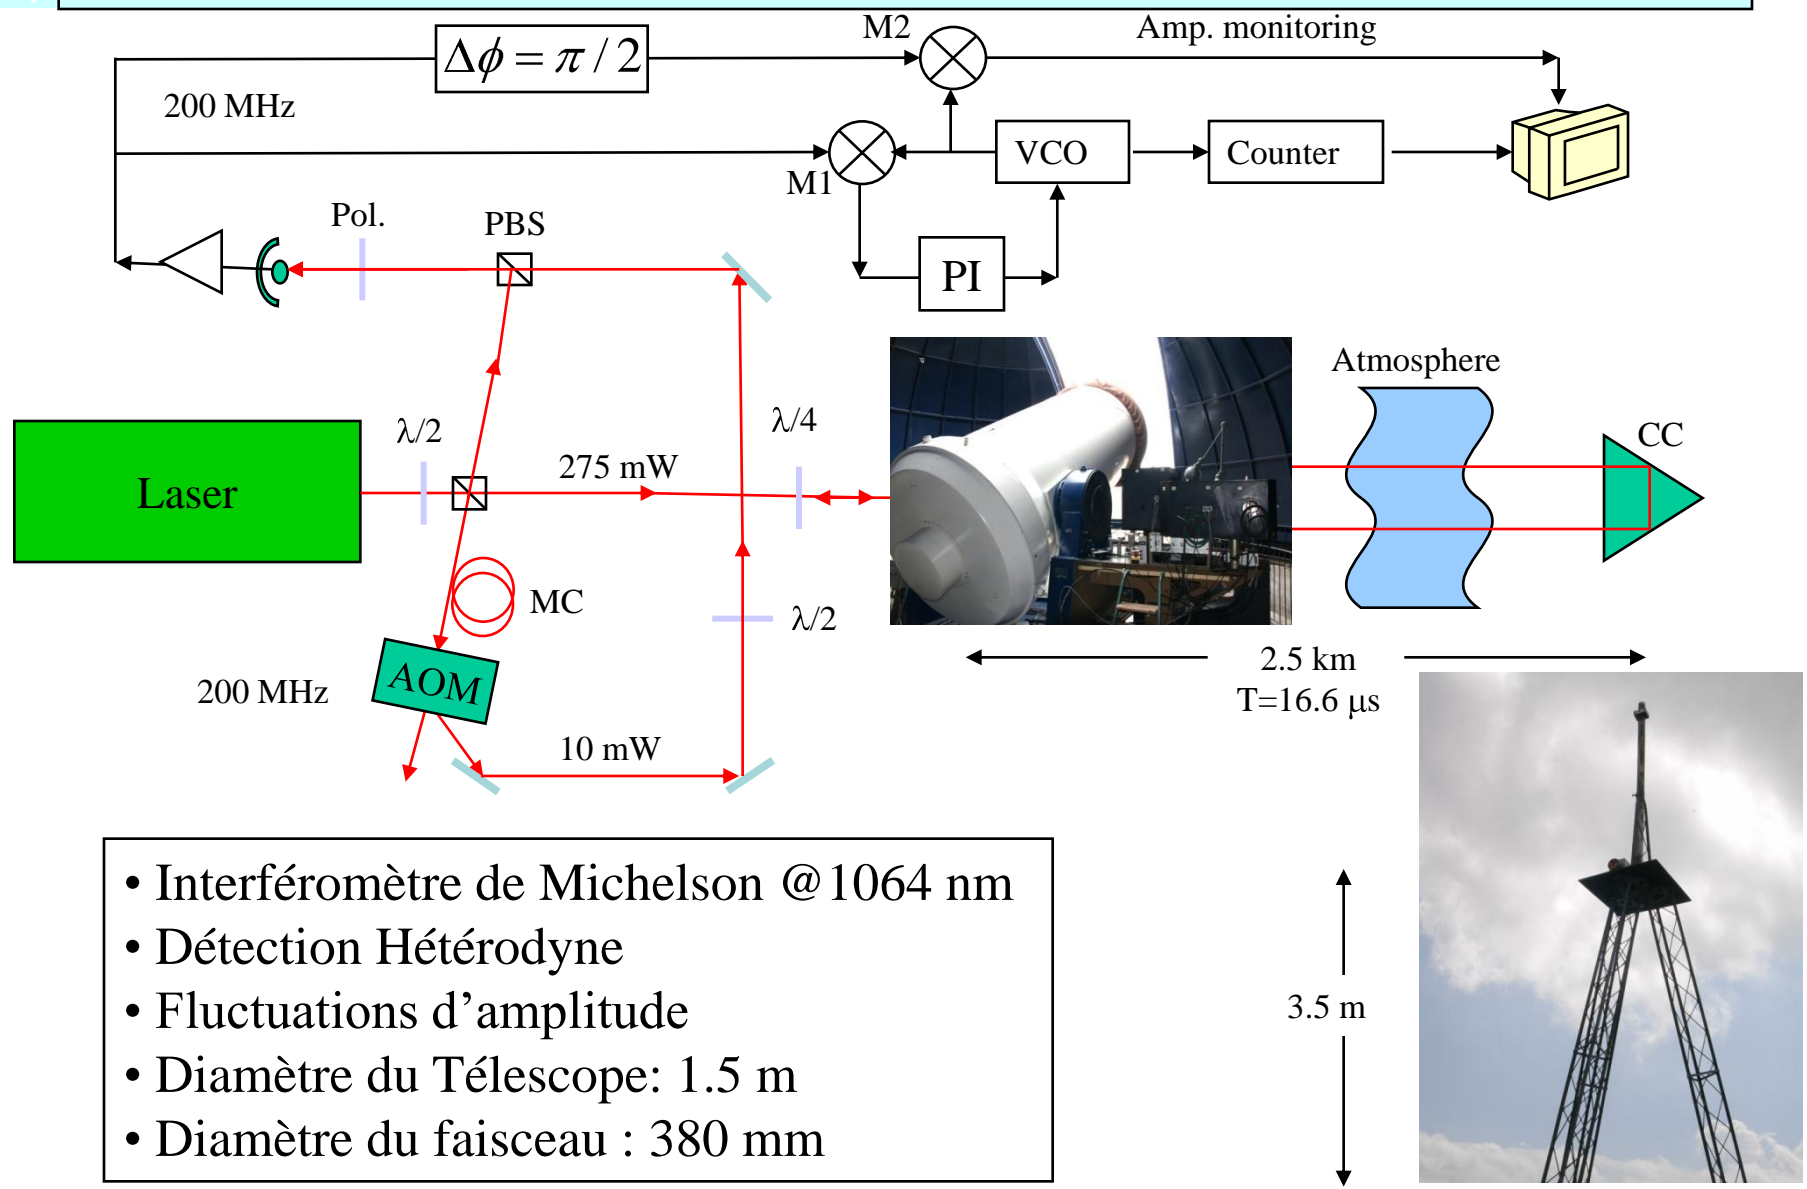 M2
Amp. monitoring
Δϕ = π / 2
200 MHz
VCO
Counter
M1
Pol.
PBS
PI
Atmosphere
λ/2
λ/4
CC
275 mW
Laser
MC
λ/2
AOM
200 MHz
2.5 km
T=16.6 μs
10 mW
• Interféromètre de Michelson @1064 nm
• Détection Hétérodyne
• Fluctuations d’amplitude
• Diamètre du Télescope: 1.5 m
• Diamètre du faisceau : 380 mm
3.5 m